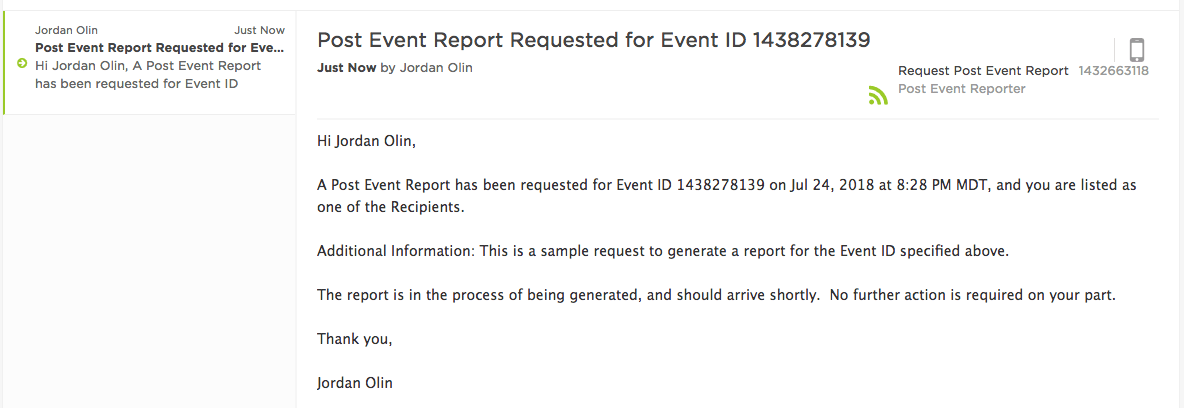 Jordan Olin Just Now
Post Event Report Requested for Eve...
Hi Jordan Olin, A Post Event Report
has been requested for Event ID
Post Event Report Requested for Event ID 1438278139
Just Now by Jordan Olin
Request Post Event Report 1432663118
Post Event Reporter
Hi Jordan Olin,
A Post Event Report has been requested for Event ID 1438278139 on Jul 24, 2018 at 8:28 PM MDT, and you are listed as
one of the Recipients.
Additional Information: This is a sample request to generate a report for the Event ID specified above.
The report is in the process of being generated, and should arrive shortly.  No further action is required on your part.
Thank you,
Jordan Olin